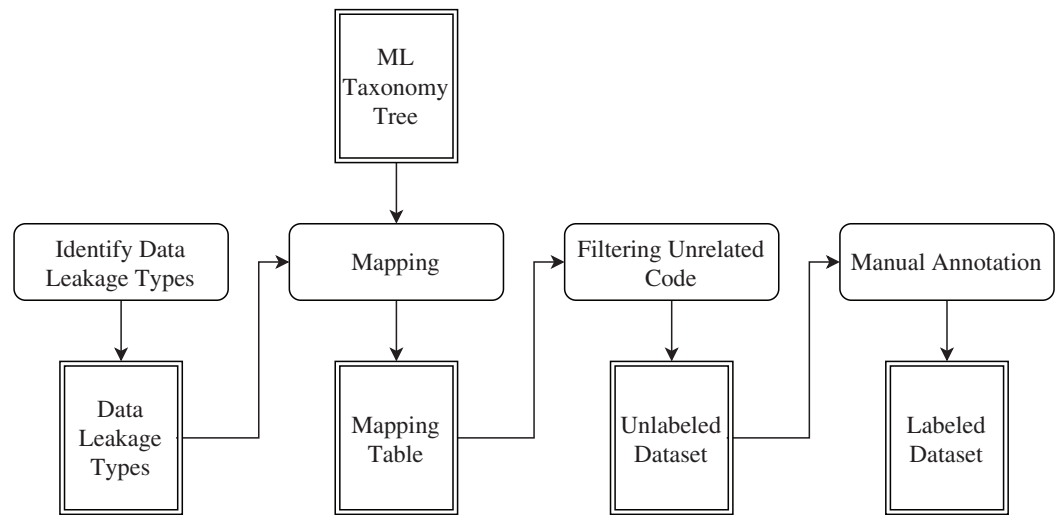 ML
Taxonomy
Tree
Identify Data
Leakage Types
Mapping
Filtering Unrelated
Code
Manual Annotation
Data
Leakage
Types
Mapping
Table
Unlabeled
Dataset
Labeled
Dataset